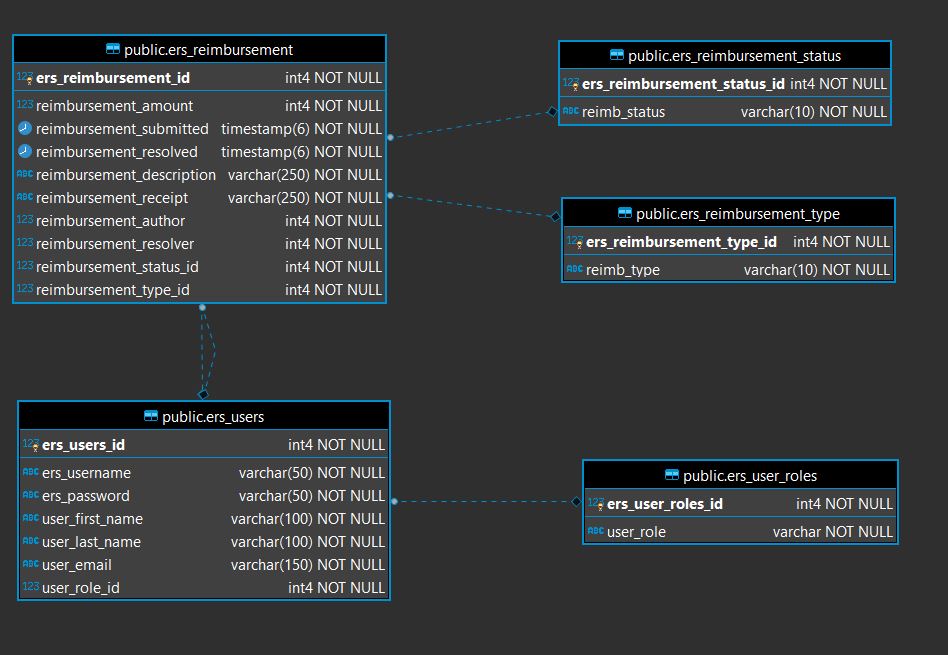 public.ers_reimbursement
123 ers_reimbursement_id int4 NOT NULL
123 reimbursement_amount int4 NOT NULL
reimbursement_submitted timestamp(6) NOT NULL
reimbursement_resolved timestamp(6) NOT NULL
ABC reimbursement_description varchar(250) NOT NULL
ABC reimbursement_receipt varchar(250) NOT NULL
123 reimbursement_author int4 NOT NULL
123 reimbursement_resolver int4 NOT NULL
123 reimbursement_status_id int4 NOT NULL
123 reimbursement_type_id int4 NOT NULL
public.ers_reimbursement_status
123 ers_reimbursement_status_id int4 NOT NULL
ABC reimb_status varchar(10) NOT NULL
public.ers_reimbursement_type
123 ers_reimbursement_type_id int4 NOT NULL
ABC reimb_type varchar(10) NOT NULL
public.ers_users
123 ers_users_id int4 NOT NULL
ABC ers_username varchar(50) NOT NULL
ABC ers_password varchar(50) NOT NULL
ABC user_first_name varchar(100) NOT NULL
ABC user_last_name varchar(100) NOT NULL
ABC user_email varchar(150) NOT NULL
123 user_role_id int4 NOT NULL
public.ers_user_roles
123 ers_user_roles_id int4 NOT NULL
ABC user_role varchar NOT NULL